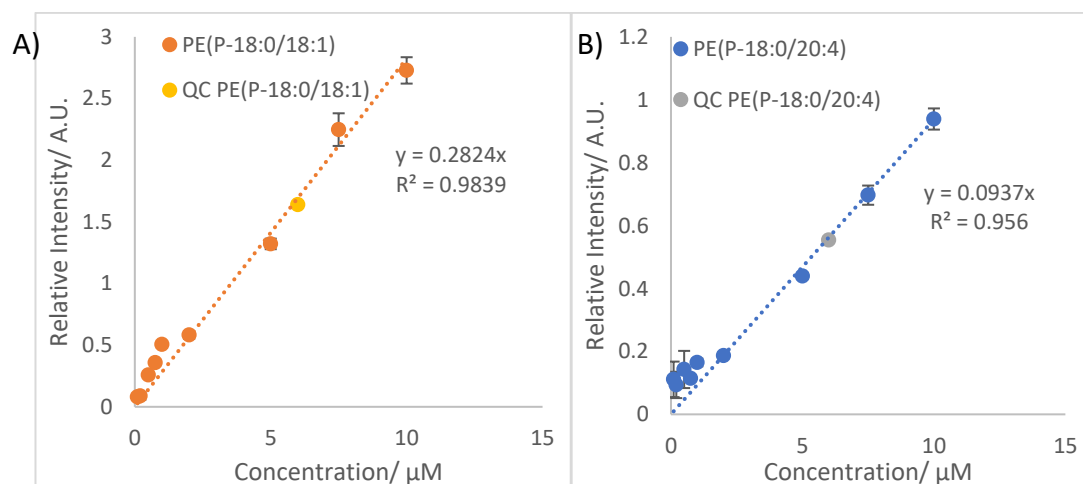 A)
PE(P-18:0/18:1)
QC PE(P-18:0/18:1)
y = 0.2824x
R² = 0.9839
Relative Intensity/ A.U.
3
2.5
2
1.5
1
0.5
0
0
5
10
15
Concentration/ µM
B)
PE(P-18:0/20:4)
QC PE(P-18:0/20:4)
y = 0.0937x
R² = 0.956
Relative Intensity/ A.U.
1.2
1
0.8
0.6
0.4
0.2
0
0
5
10
15
Concentration/ µM